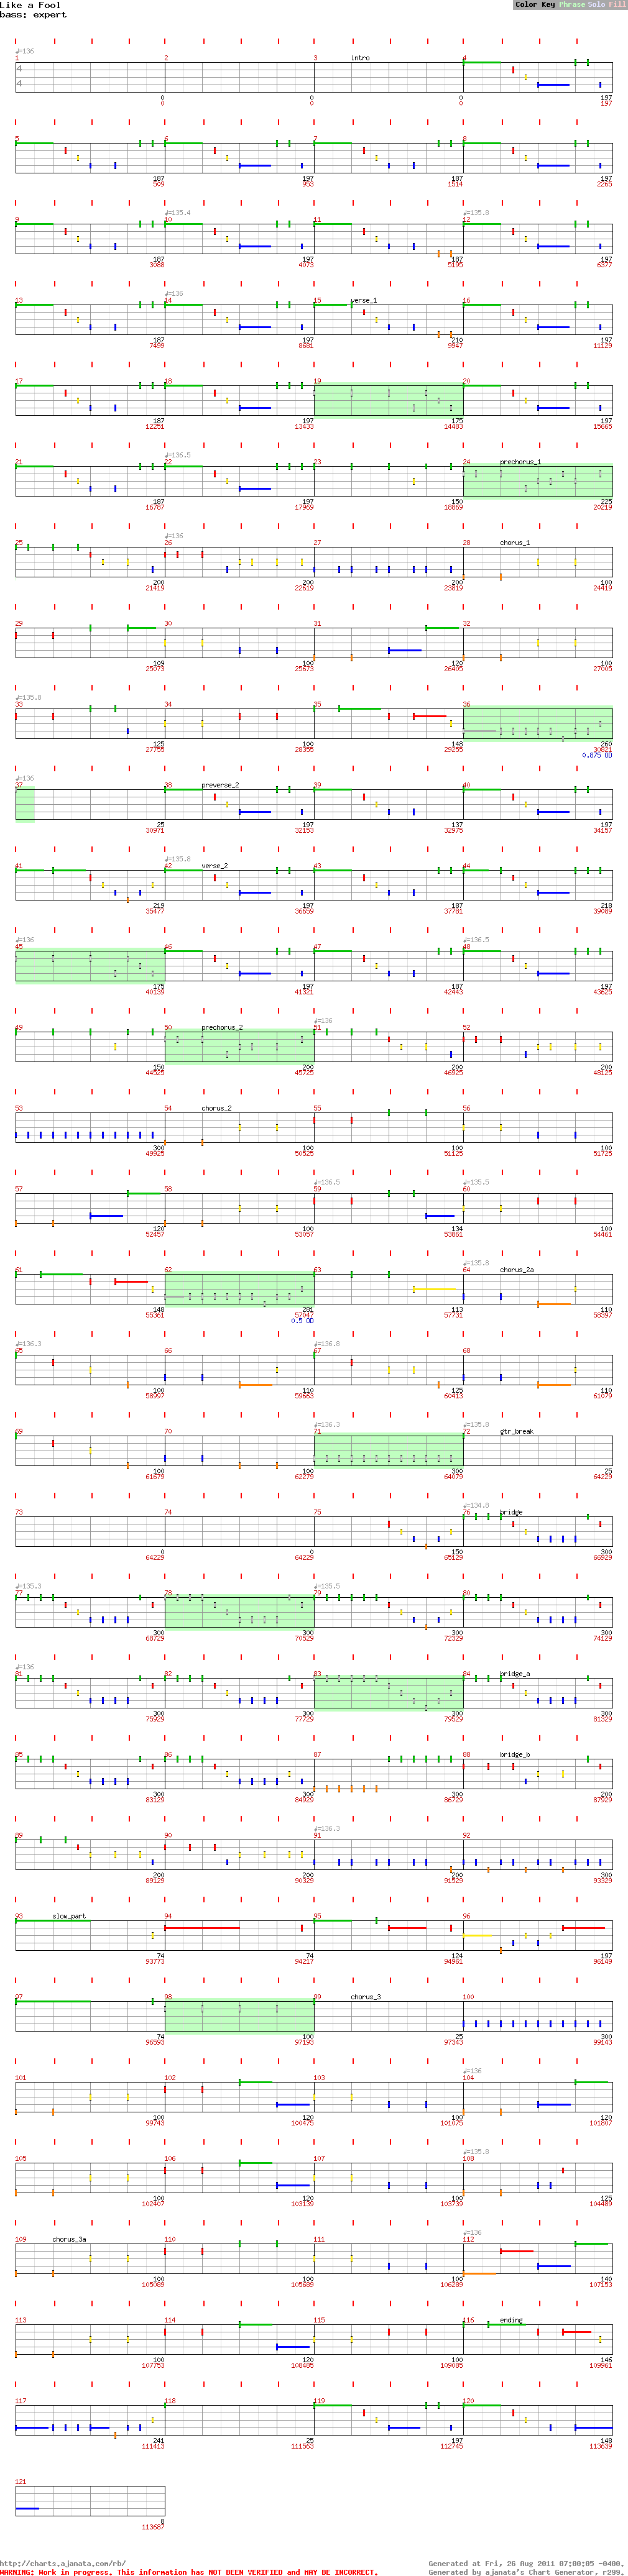 Like a Fool
bass: expert
Color Key Phrase Solo Fill
♩=136
1 2 3 intro 4
4
4
0 0 0 197
0 0 0 197
5 6 7 8
187 197 187 197
509 953 1514 2265
♩=135.4 ♩=135.8
9 10 11 12
187 197 187 197
3088 4073 5195 6377
♩=136
13 14 15 verse_1 16
187 197 210 197
7499 8681 9947 11129
17 18 19 20
187 197 175 197
12251 13433 14483 15665
♩=136.5
21 22 23 24 prechorus_1
187 197 150 225
16787 17969 18869 20219
♩=136
25 26 27 28 chorus_1
200 200 200 100
21419 22619 23819 24419
29 30 31 32
109 100 120 100
25073 25673 26405 27005
♩=135.8
33 34 35 36
125 100 148 260
27755 28355 29255 30821
0.875 OD
♩=136
37 38 preverse_2 39 40
25 197 137 197
30971 32153 32975 34157
♩=135.8
41 42 verse_2 43 44
219 197 187 218
35477 36659 37781 39089
♩=136 ♩=136.5
45 46 47 48
175 197 187 197
40139 41321 42443 43625
♩=136
49 50 prechorus_2 51 52
150 200 200 200
44525 45725 46925 48125
53 54 chorus_2 55 56
300 100 100 100
49925 50525 51125 51725
♩=136.5 ♩=135.5
57 58 59 60
120 100 134 100
52457 53057 53861 54461
♩=135.8
61 62 63 64 chorus_2a
148 281 113 110
55361 57047 57731 58397
0.5 OD
♩=136.3 ♩=136.8
65 66 67 68
100 110 125 110
58997 59663 60413 61079
♩=136.3 ♩=135.8
69 70 71 72 gtr_break
100 100 300 25
61679 62279 64079 64229
♩=134.8
73 74 75 76 bridge
0 0 150 300
64229 64229 65129 66929
♩=135.3 ♩=135.5
77 78 79 80
300 300 300 300
68729 70529 72329 74129
♩=136
81 82 83 84 bridge_a
300 300 300 300
75929 77729 79529 81329
85 86 87 88 bridge_b
300 300 300 200
83129 84929 86729 87929
♩=136.3
89 90 91 92
200 200 200 300
89129 90329 91529 93329
93 slow_part 94 95 96
74 74 124 197
93773 94217 94961 96149
97 98 99 chorus_3 100
74 100 25 300
96593 97193 97343 99143
♩=136
101 102 103 104
100 120 100 120
99743 100475 101075 101807
♩=135.8
105 106 107 108
100 120 100 125
102407 103139 103739 104489
♩=136
109 chorus_3a 110 111 112
100 100 100 140
105089 105689 106289 107153
113 114 115 116 ending
100 120 100 146
107753 108485 109085 109961
117 118 119 120
241 25 197 148
111413 111563 112745 113639
121
8
113687
http://charts.ajanata.com/rb/
Generated at Fri, 26 Aug 2011 07:00:05 -0400.
WARNING: Work in progress. This information has NOT BEEN VERIFIED and MAY BE INCORRECT.
Generated by ajanata's Chart Generator, r299.